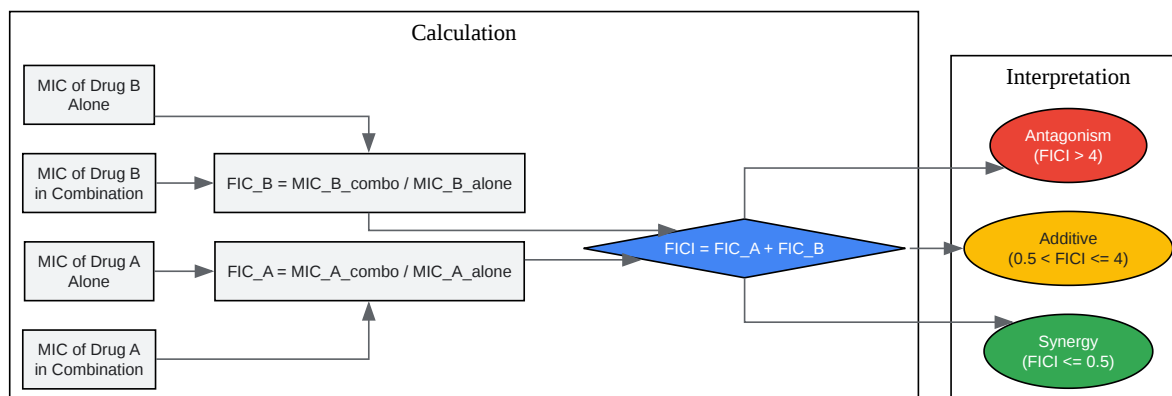 Calculation
MIC of Drug B
Alone
MIC of Drug B
in Combination
FIC_B = MIC_B_combo / MIC_B_alone
MIC of Drug A
Alone
FIC_A = MIC_A_combo / MIC_A_alone
MIC of Drug A
in Combination
FICI = FIC_A + FIC_B
Interpretation
Antagonism
(FICI > 4)
Additive
(0.5 < FICI <= 4)
Synergy
(FICI <= 0.5)